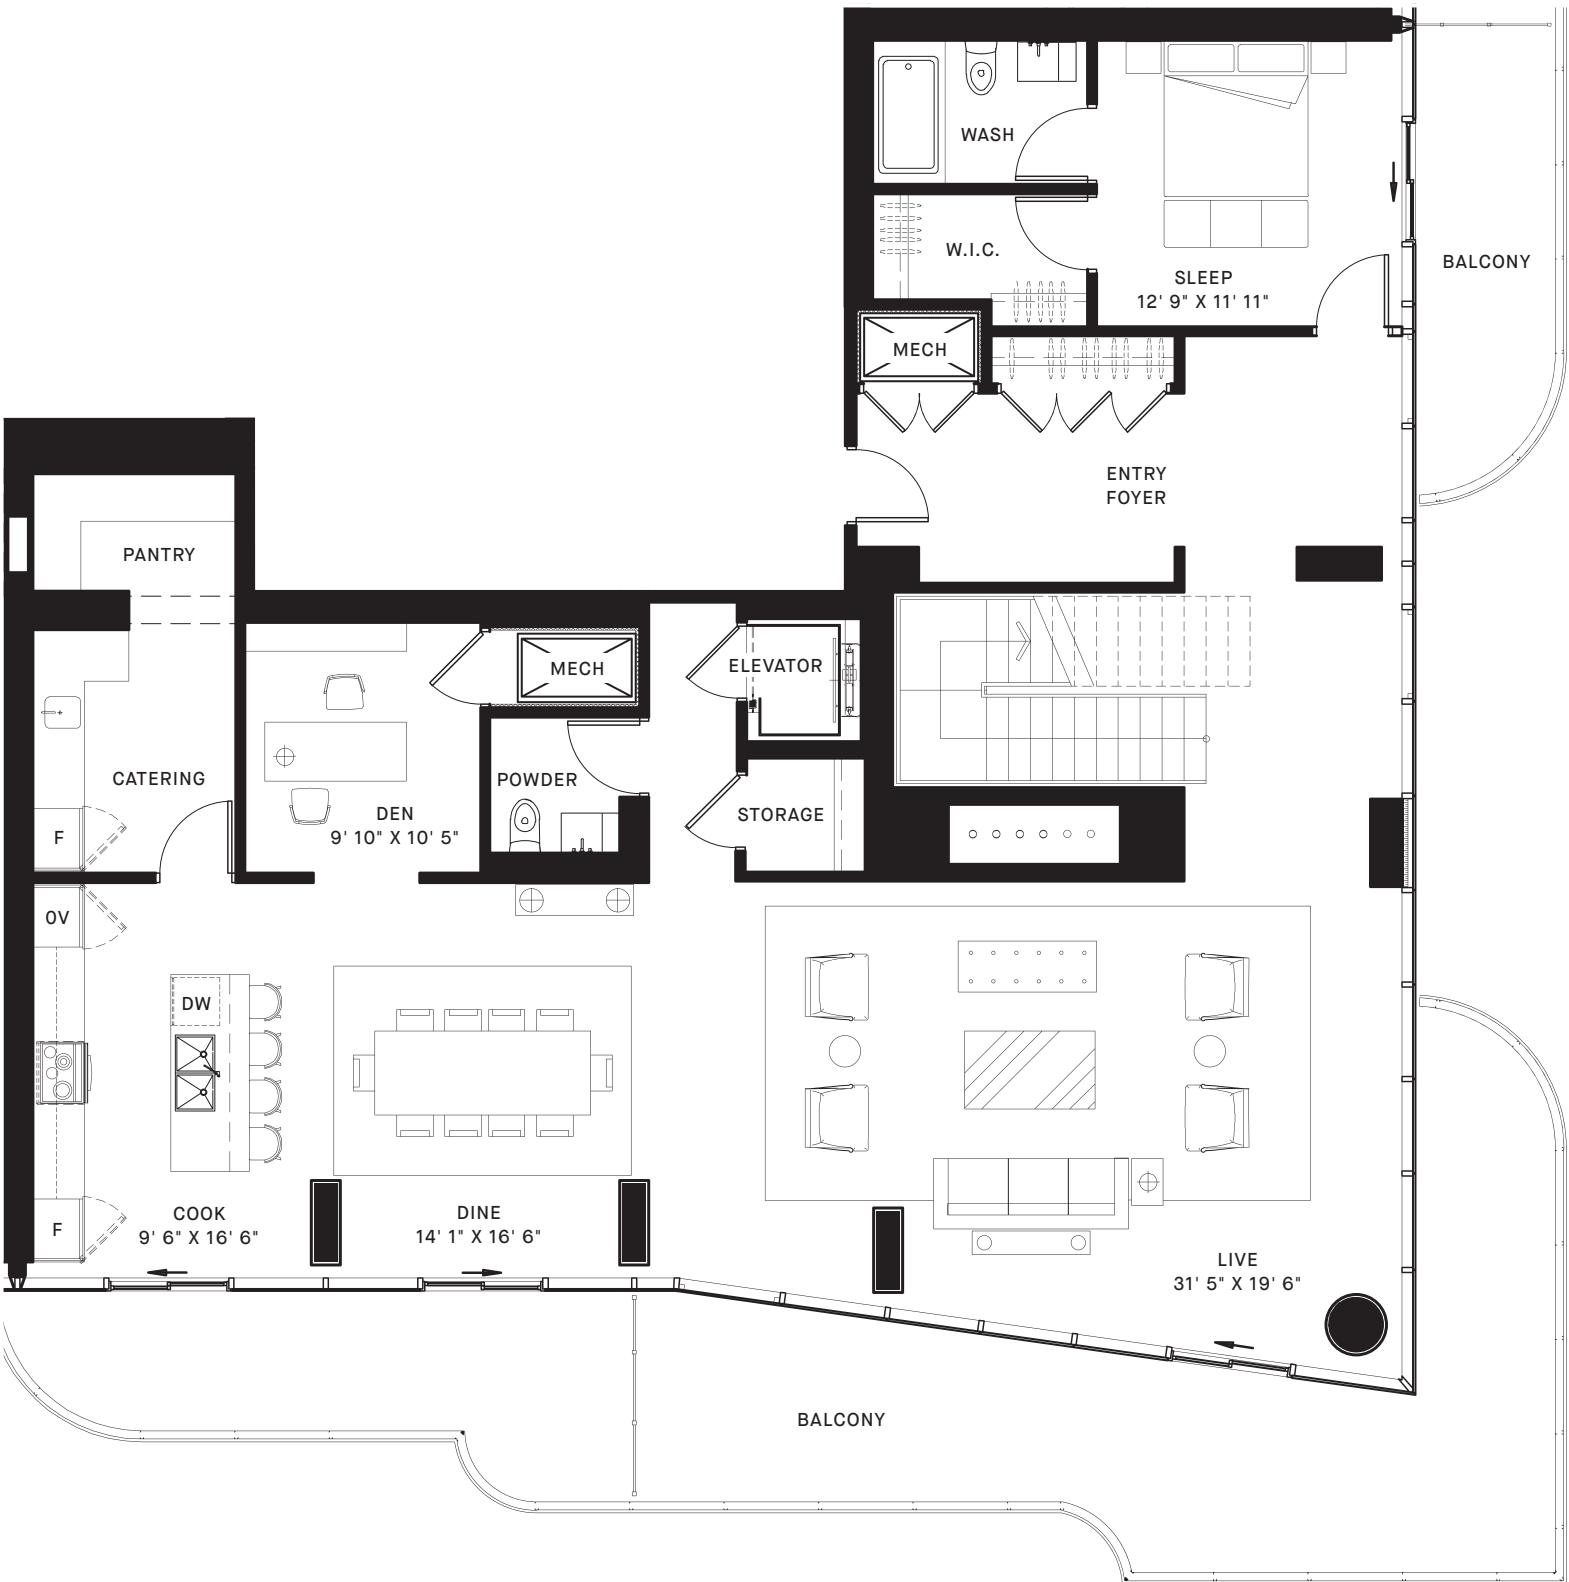 WASH
W.I.C.
SLEEP
12' 9" X 11' 11"
BALCONY
MECH
ENTRY
FOYER
PANTRY
MECH
ELEVATOR
CATERING
POWDER
DEN
9' 10" X 10' 5"
STORAGE
F
OV
DW
COOK
9' 6" X 16' 6"
F
DINE
14' 1" X 16' 6"
LIVE
31' 5" X 19' 6"
BALCONY